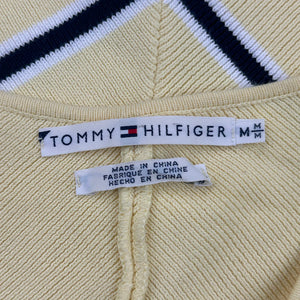 TOMMY HILFIGER M M/M
MADE IN CHINA
FABRIQUÉ EN CHINE
HECHO EN CHINA